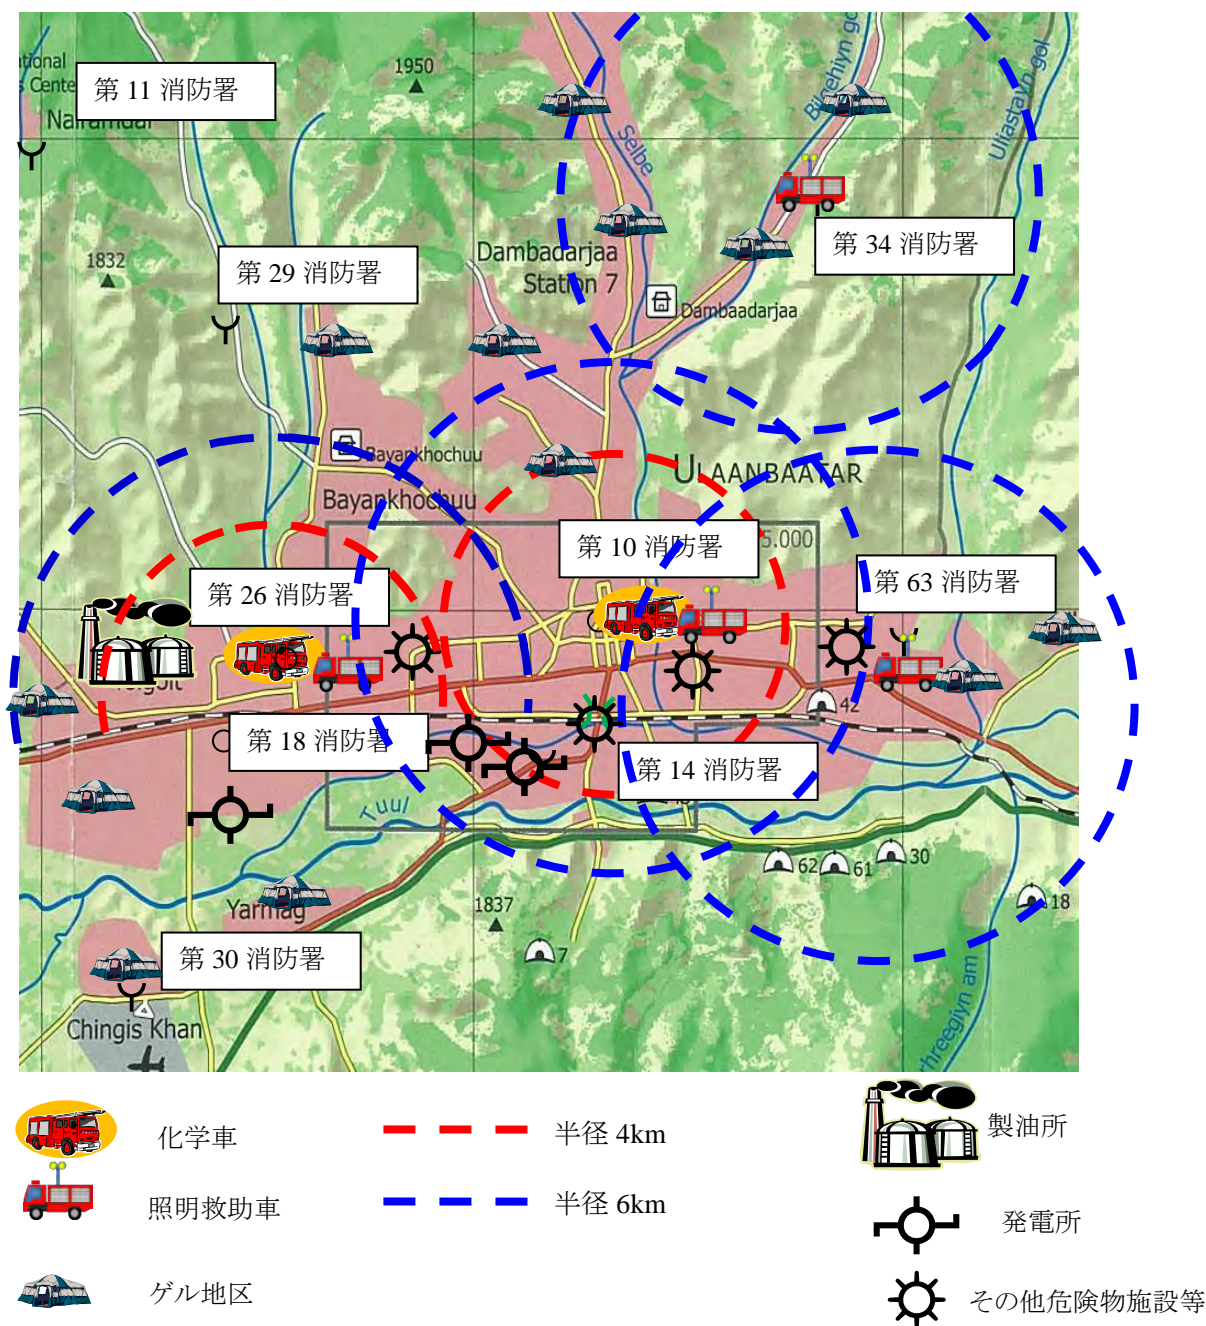 1950
第 11 消防署
Nairamdal
Selbe
Uliastayn gol
第 34 消防署
Dambadarjaa
Station 7
1832
第 29 消防署
Dambaadarjaa
Bayankhochuu
ULAANBAATAR
Bayankhochuu
5.000
第 10 消防署
第 63 消防署
第 26 消防署
42
第 18 消防署
第 14 消防署
Tuul
62
61
30
18
Yarmag
1837
第 30 消防署
7
Chingis Khan
化学車
半径 4km
製油所
照明救助車
半径 6km
発電所
ゲル地区
その他危険物施設等